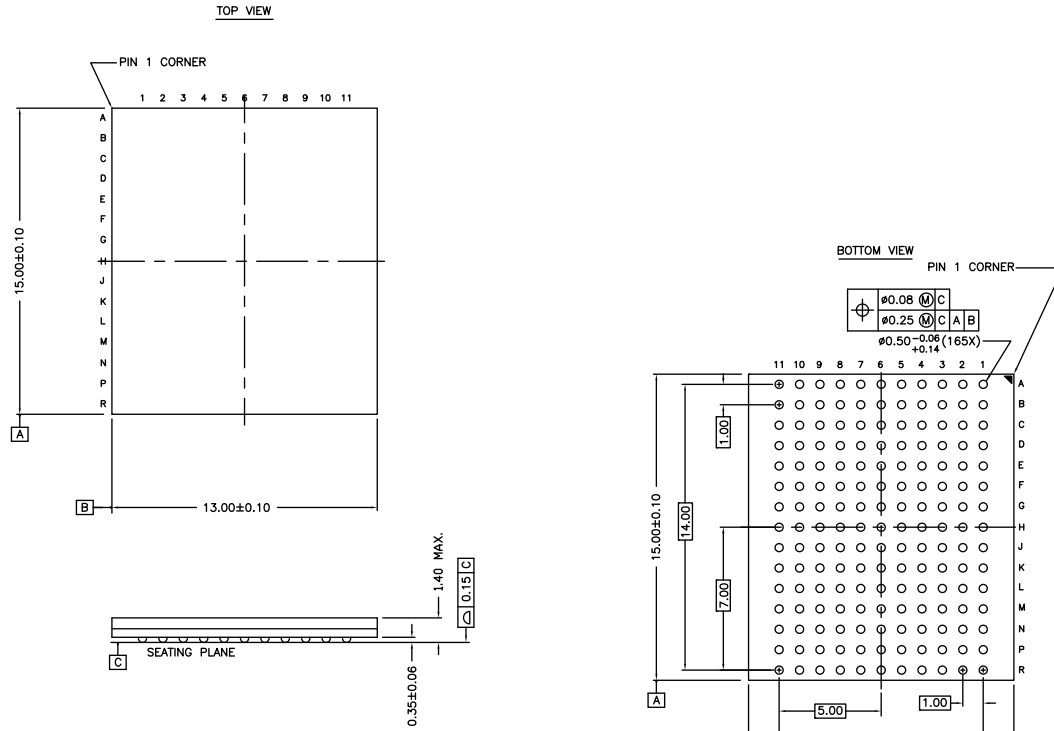 TOP VIEW
PIN 1 CORNER
1 2 3 4 5 6 7 8 9 10 11
A
B
C
D
E
F
G
H
J
K
L
M
N
P
R
15.00±0.10
A
B
13.00±0.10
1.40 MAX.
0.15 C
SEATING PLANE
C
0.35±0.06
BOTTOM VIEW
PIN 1 CORNER
ø0.08 Ⓜ C
ø0.25 Ⓜ C A B
ø0.50 -0.06 +0.14 (165X)
11 10 9 8 7 6 5 4 3 2 1
A
B
C
D
E
F
G
H
J
K
L
M
N
P
R
1.00
15.00±0.10
14.00
7.00
A
5.00
1.00